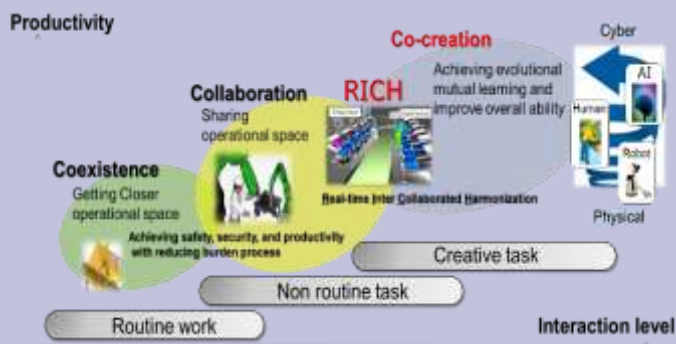 Productivity
Co-creation
Achieving evolutional
mutual learning and
improve overall ability
Cyber
AI
Human
Robot
Physical
RICH
Real-time Inter Collaborated Harmonization
Collaboration
Sharing
operational space
Coexistence
Getting Closer
operational space
Achieving safety, security, and productivity
with reducing burden process
Creative task
Non routine task
Routine work
Interaction level